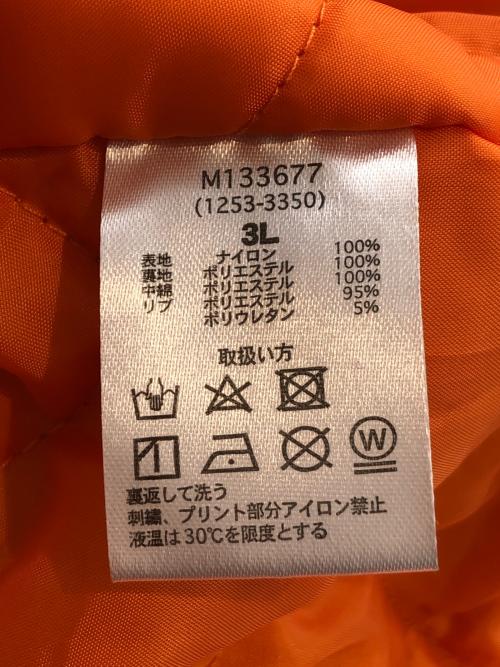 M133677
(1253-3350)
3L
表地 ナイロン 100%
裏地 ポリエステル 100%
中綿 ポリエステル 100%
リブ ポリエステル 95%
ポリウレタン 5%
取扱い方
W
裏返して洗う
刺繍、プリント部分アイロン禁止
液温は30℃を限度とする